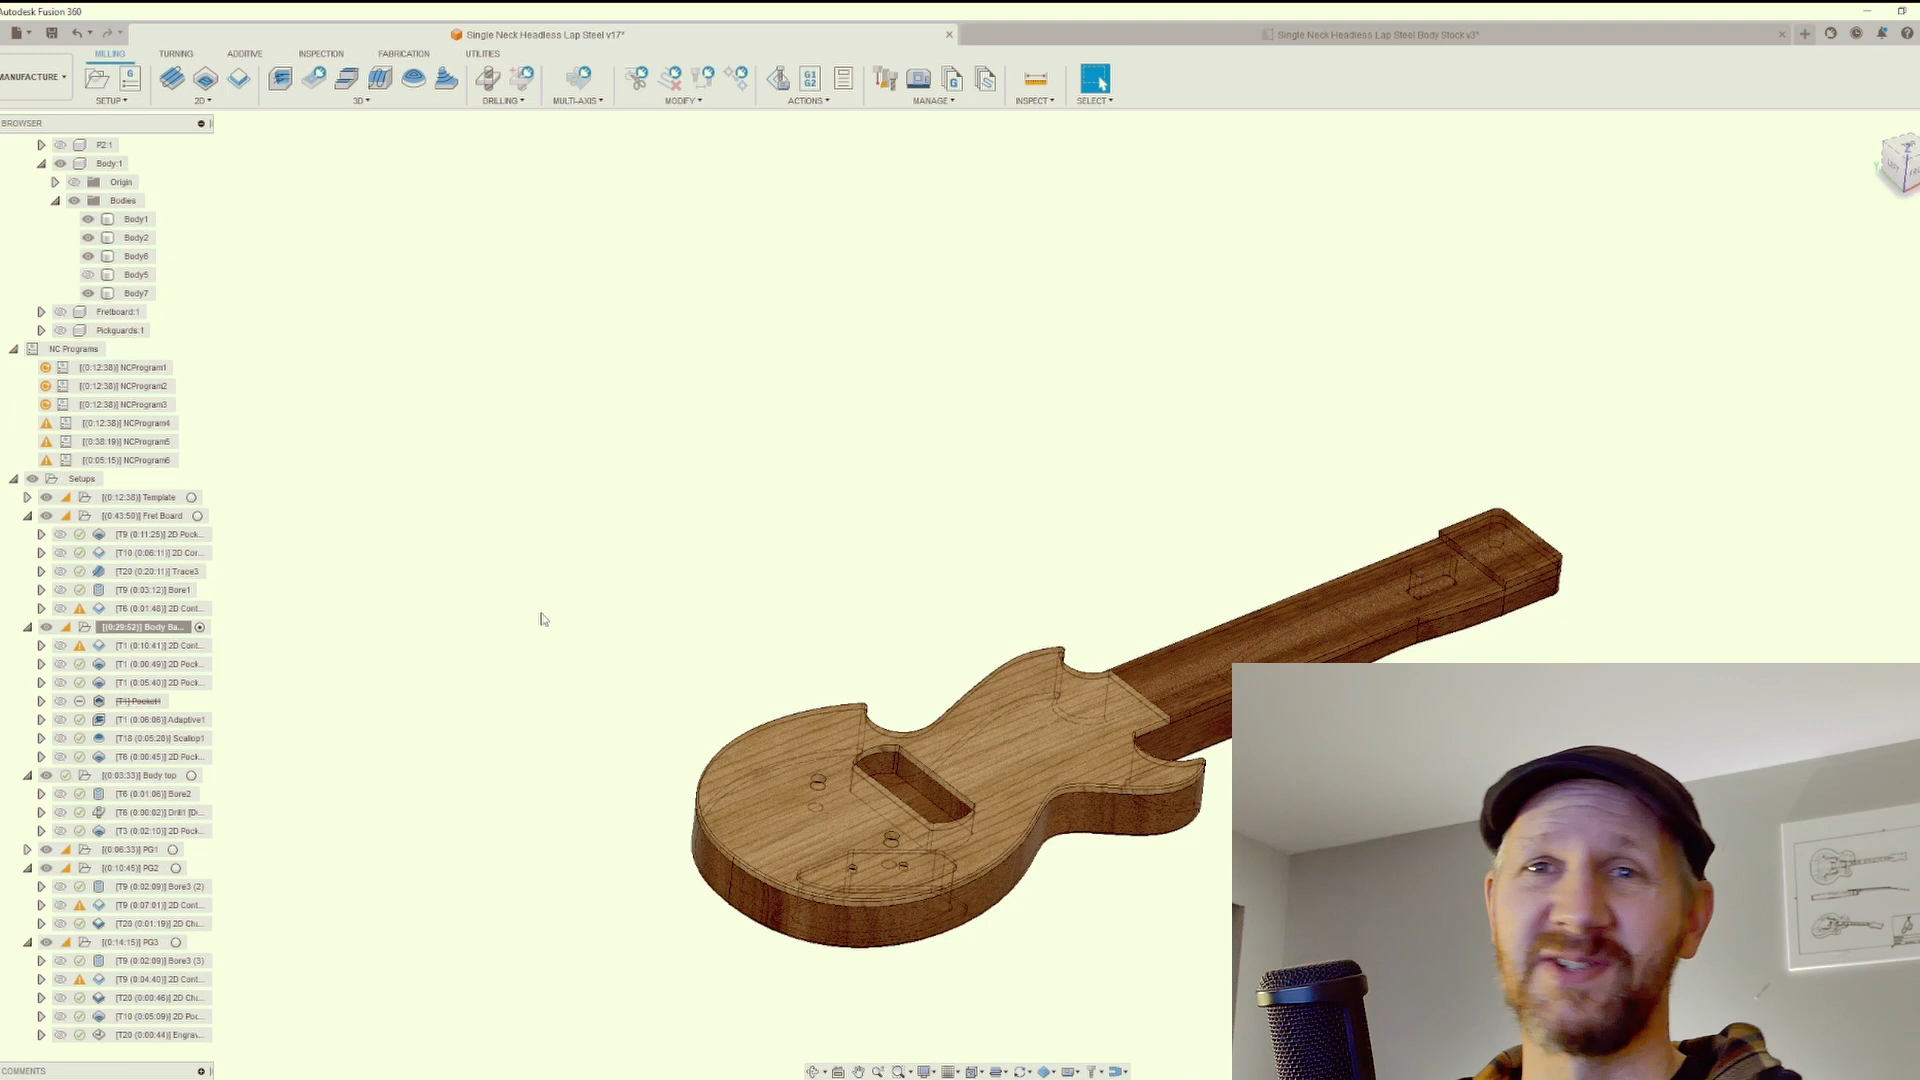 Autodesk Fusion 360
Single Neck Headless Lap Steel v17*
Single Neck Headless Lap Steel Body Stock v3*
MILLING
TURNING
ADDITIVE
INSPECTION
FABRICATION
UTILITIES
MANUFACTURE
SETUP
2D
3D
DRILLING
MULTI-AXIS
MODIFY
G1
G2
ACTIONS
MANAGE
INSPECT
SELECT
BROWSER
P2:1
Body:1
Origin
Bodies
Body1
Body2
Body6
Body5
Body7
Fretboard:1
Pickguards:1
NC Programs
[(0:12:38)] NCProgram1
[(0:12:38)] NCProgram2
[(0:12:38)] NCProgram3
[(0:12:38)] NCProgram4
[(0:38:19)] NCProgram5
[(0:05:15)] NCProgram6
Setups
[(0:12:38)] Template
[(0:43:50)] Fret Board
[T9 (0:11:25)] 2D Pock...
[T10 (0:06:11)] 2D Con...
[T20 (0:20:11)] Trace3
[T9 (0:03:12)] Bore1
[T6 (0:01:48)] 2D Cont...
[(0:29:52)] Body Ba...
[T1 (0:10:41)] 2D Cont...
[T1 (0:00:49)] 2D Pock...
[T1 (0:05:40)] 2D Pock...
[T1] Pocket1
[T1 (0:06:06)] Adaptive1
[T18 (0:05:20)] Scallop1
[T6 (0:00:45)] 2D Pock...
[(0:03:33)] Body top
[T6 (0:01:06)] Bore2
[T6 (0:00:02)] Drill1 [D...
[T3 (0:02:10)] 2D Pock...
[(0:06:33)] PG1
[(0:10:45)] PG2
[T9 (0:02:09)] Bore3 (2)
[T9 (0:07:01)] 2D Cont...
[T20 (0:01:19)] 2D Ch...
[(0:14:15)] PG3
[T9 (0:02:09)] Bore3 (3)
[T9 (0:04:40)] 2D Cont...
[T20 (0:00:46)] 2D Ch...
[T10 (0:05:09)] 2D Poc...
[T20 (0:00:44)] Engrav...
COMMENTS
LEFT
Z